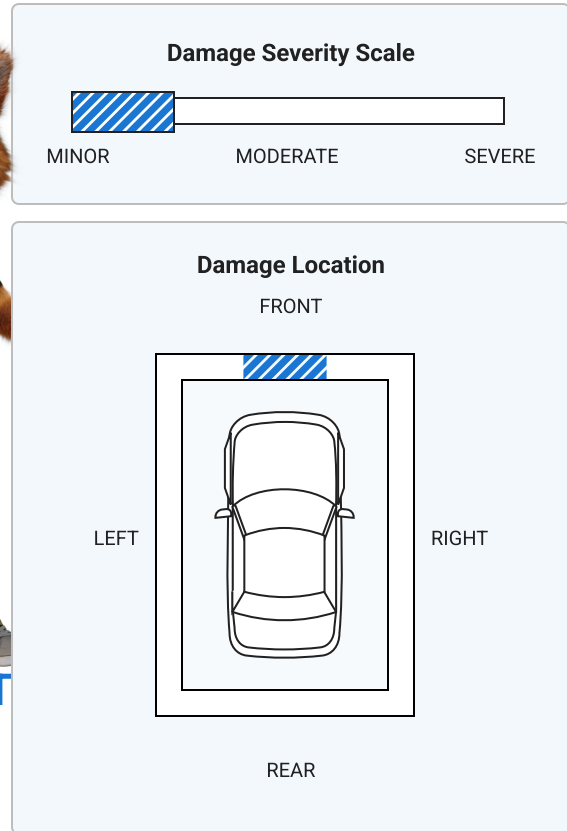 Damage Severity Scale
MINOR MODERATE SEVERE
Damage Location
FRONT
LEFT RIGHT
REAR